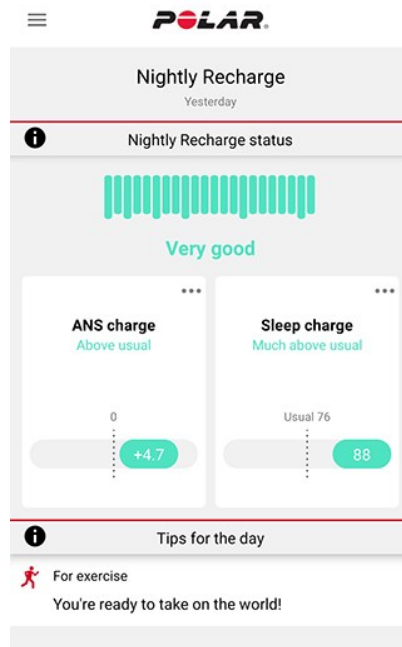 POLAR.
Nightly Recharge
Yesterday
Nightly Recharge status
Very good
ANS charge
Above usual
0
+4.7
Sleep charge
Much above usual
Usual 76
88
Tips for the day
For exercise
You're ready to take on the world!